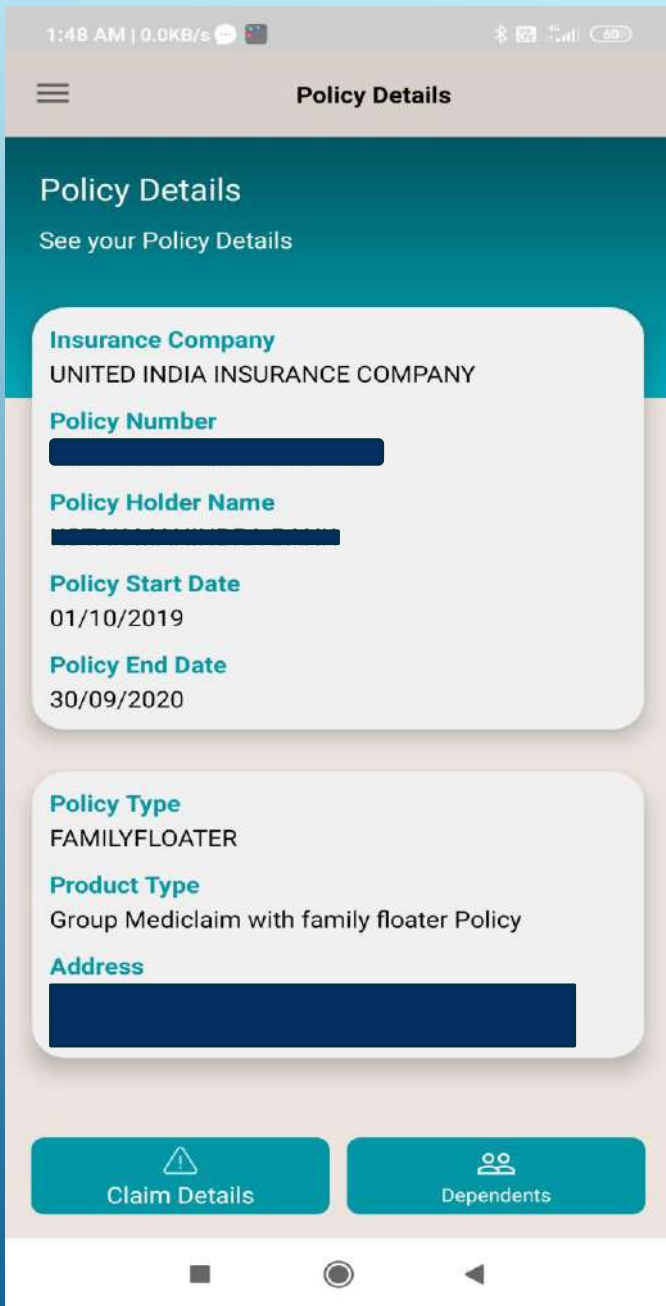 1:48 AM | 0.0KB/s
4G
60
Policy Details
Policy Details
See your Policy Details
Insurance Company
UNITED INDIA INSURANCE COMPANY
Policy Number
Policy Holder Name
Policy Start Date
01/10/2019
Policy End Date
30/09/2020
Policy Type
FAMILYFLOATER
Product Type
Group Mediclaim with family floater Policy
Address
Claim Details
Dependents